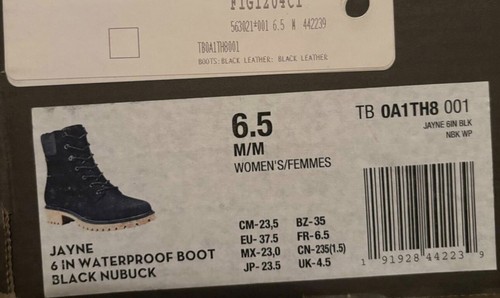 F1G1204C1
563021*001 6.5 M 442239
TB0A1TH8001
BOOTS: BLACK LEATHER: BLACK LEATHER
6.5
M/M
WOMEN'S/FEMMES
TB 0A1TH8 001
JAYNE 6IN BLK
NBK WP
CM-23,5 BZ-35
EU- 37.5 FR-6.5
MX-23,0 CN-235(1.5)
JP- 23.5 UK-4.5
JAYNE
6 IN WATERPROOF BOOT
BLACK NUBUCK
1 91928 44223 9